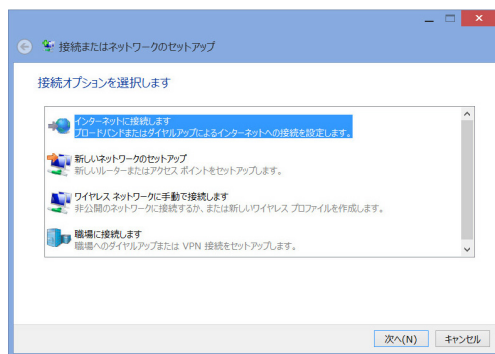 接続またはネットワークのセットアップ
接続オプションを選択します
インターネットに接続します
ブロードバンドまたはダイヤルアップによるインターネットへの接続を設定します。
新しいネットワークのセットアップ
新しいルーターまたはアクセス ポイントをセットアップします。
ワイヤレス ネットワークに手動で接続します
非公開のネットワークに接続するか、または新しいワイヤレス プロファイルを作成します。
職場に接続します
職場へのダイヤルアップまたは VPN 接続をセットアップします。
次へ(N)
キャンセル